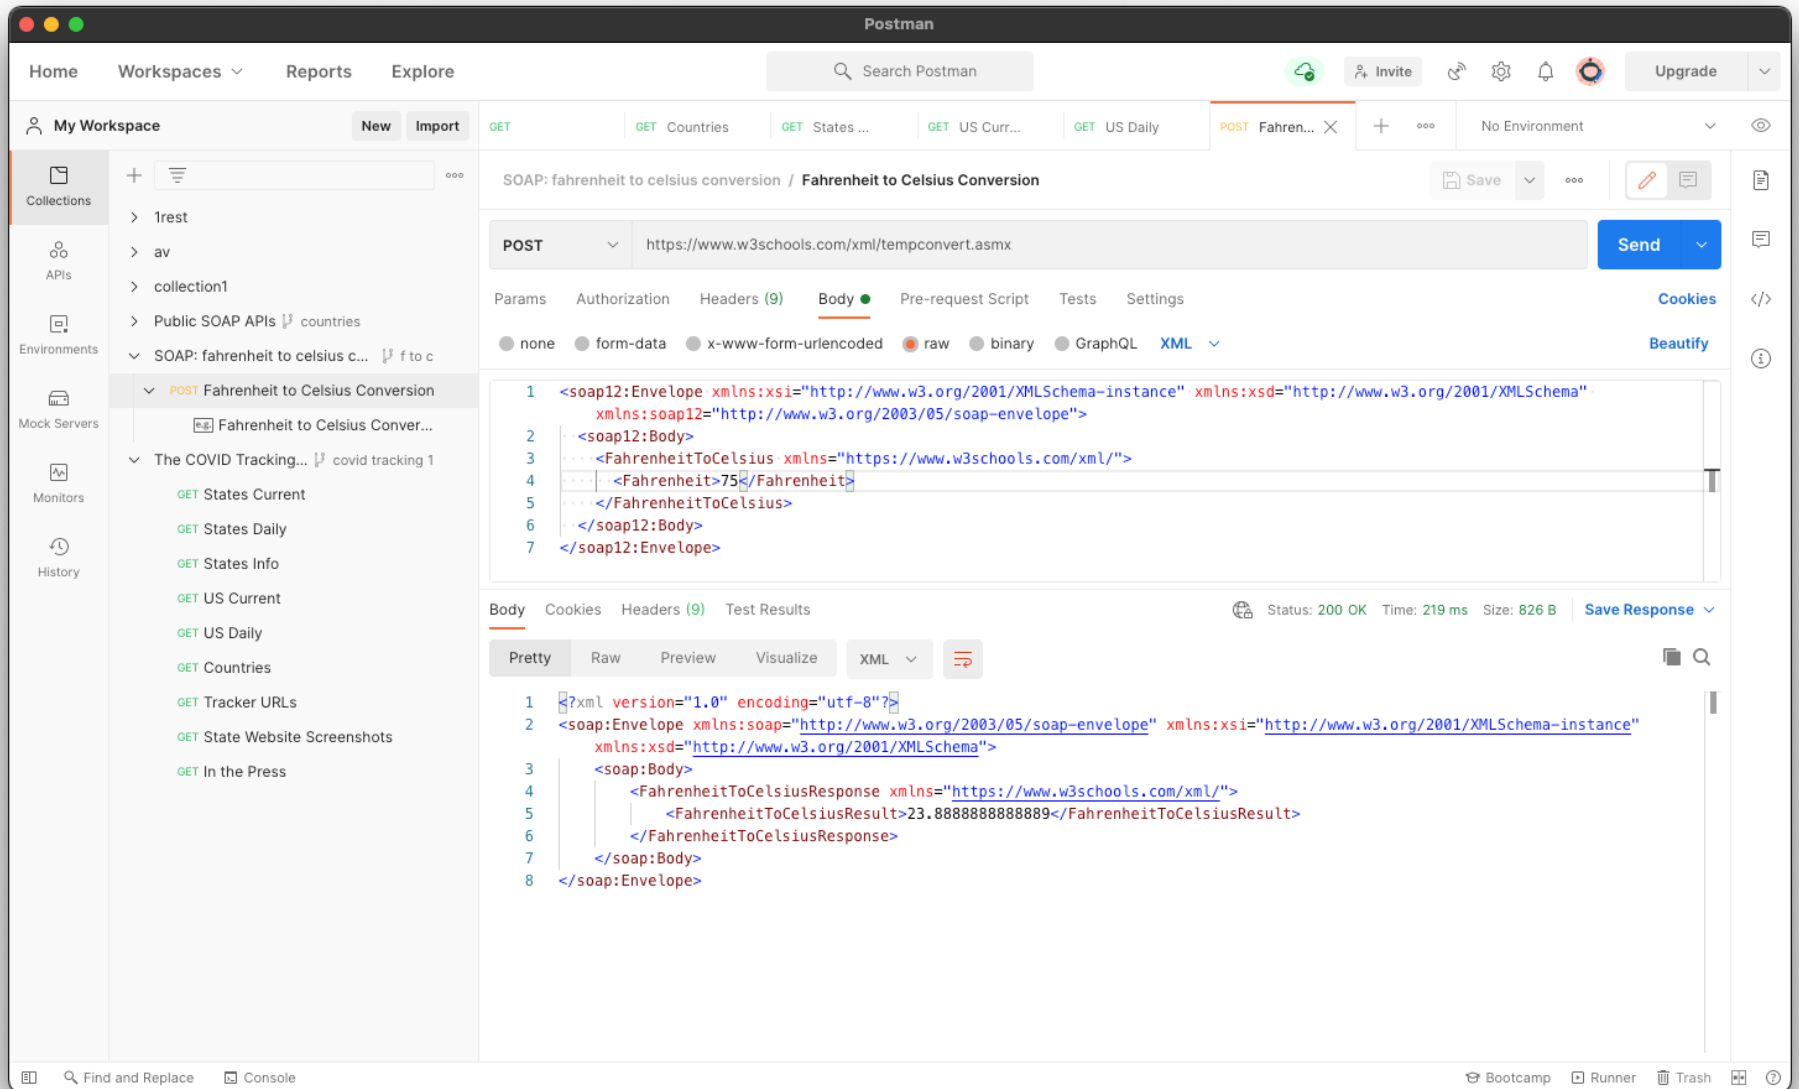 Postman
Home Workspaces Reports Explore
Search Postman
Invite
Upgrade
My Workspace New Import
GET
GET Countries
GET States ...
GET US Curr...
GET US Daily
POST Fahren...
No Environment
Collections
APIs
Environments
Mock Servers
Monitors
History
1rest
av
collection1
Public SOAP APIs countries
SOAP: fahrenheit to celsius c... f to c
POST Fahrenheit to Celsius Conversion
e.g. Fahrenheit to Celsius Conver...
The COVID Tracking... covid tracking 1
GET States Current
GET States Daily
GET States Info
GET US Current
GET US Daily
GET Countries
GET Tracker URLs
GET State Website Screenshots
GET In the Press
SOAP: fahrenheit to celsius conversion / Fahrenheit to Celsius Conversion
Save
POST https://www.w3schools.com/xml/tempconvert.asmx Send
Params Authorization Headers (9) Body Pre-request Script Tests Settings Cookies
none form-data x-www-form-urlencoded raw binary GraphQL XML Beautify
1 <soap12:Envelope xmlns:xsi="http://www.w3.org/2001/XMLSchema-instance" xmlns:xsd="http://www.w3.org/2001/XMLSchema"
xmlns:soap12="http://www.w3.org/2003/05/soap-envelope">
2 <soap12:Body>
3 <FahrenheitToCelsius xmlns="https://www.w3schools.com/xml/">
4 <Fahrenheit>75</Fahrenheit>
5 </FahrenheitToCelsius>
6 </soap12:Body>
7 </soap12:Envelope>
Body Cookies Headers (9) Test Results Status: 200 OK Time: 219 ms Size: 826 B Save Response
Pretty Raw Preview Visualize XML
1 <?xml version="1.0" encoding="utf-8"?>
2 <soap:Envelope xmlns:soap="http://www.w3.org/2003/05/soap-envelope" xmlns:xsi="http://www.w3.org/2001/XMLSchema-instance"
xmlns:xsd="http://www.w3.org/2001/XMLSchema">
3 <soap:Body>
4 <FahrenheitToCelsiusResponse xmlns="https://www.w3schools.com/xml/">
5 <FahrenheitToCelsiusResult>23.8888888888889</FahrenheitToCelsiusResult>
6 </FahrenheitToCelsiusResponse>
7 </soap:Body>
8 </soap:Envelope>
Find and Replace Console
Bootcamp Runner Trash